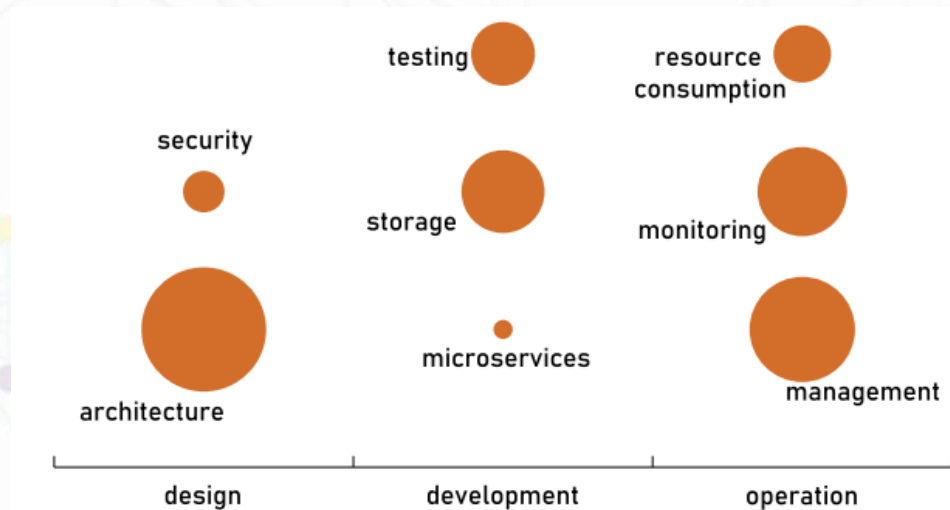 testing
resource
consumption
security
storage
monitoring
microservices
management
architecture
design
development
operation